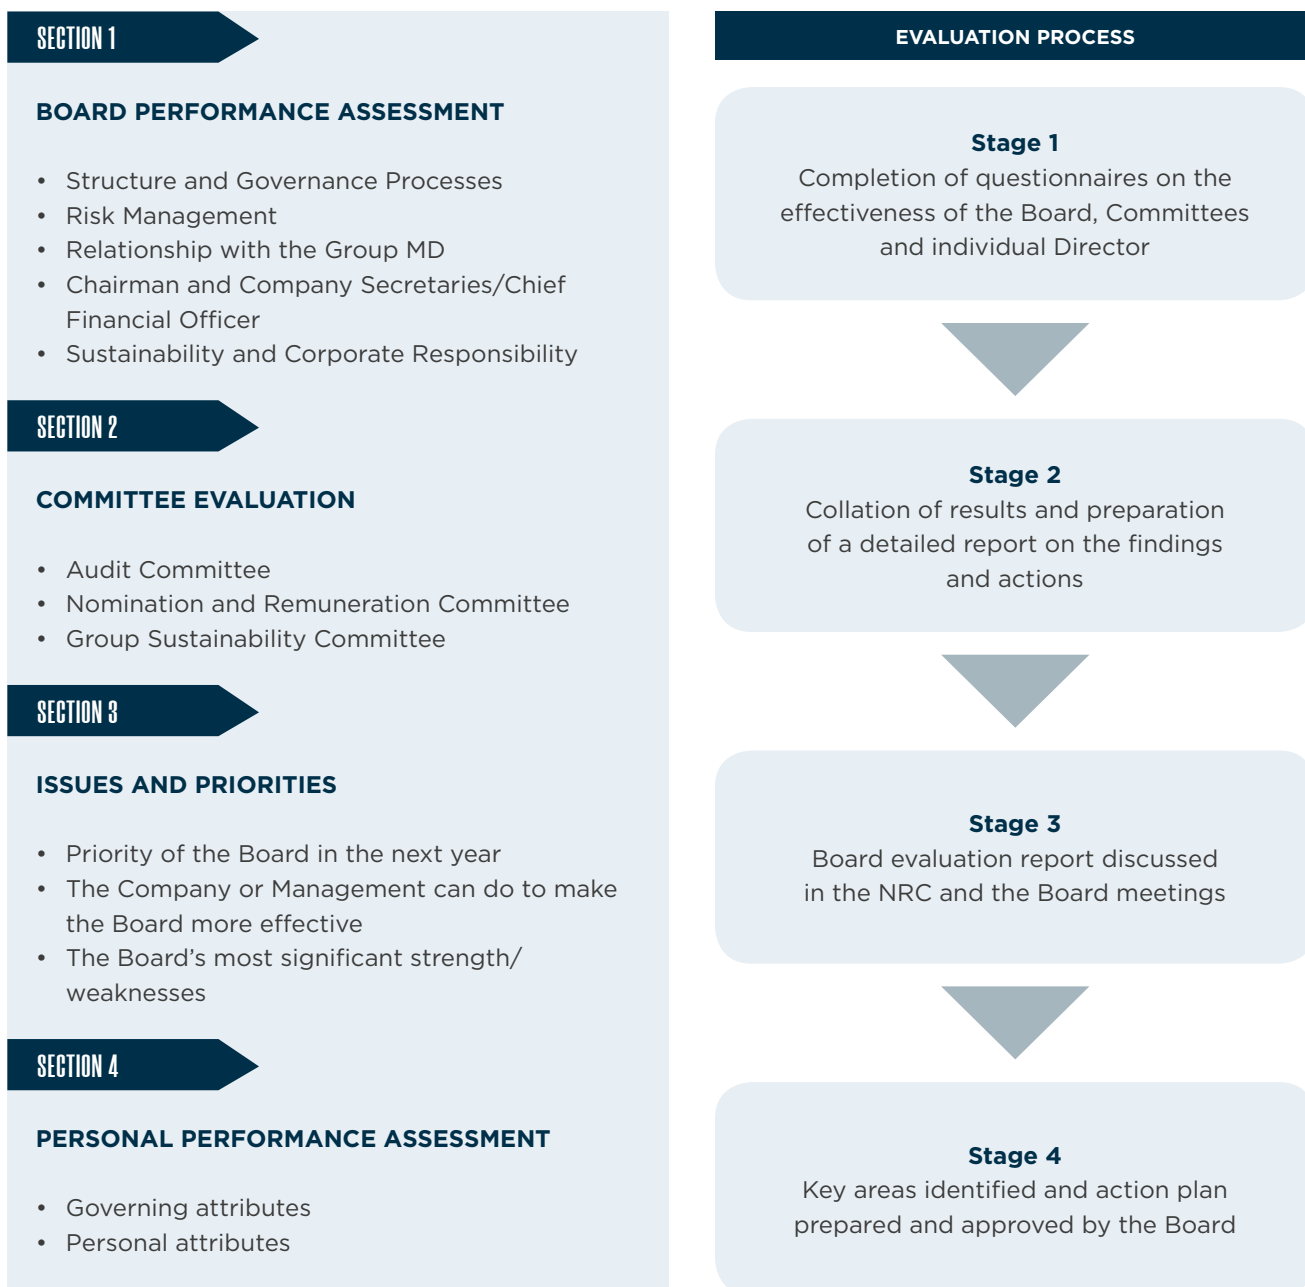 SECTION 1
BOARD PERFORMANCE ASSESSMENT
• Structure and Governance Processes
• Risk Management
• Relationship with the Group MD
• Chairman and Company Secretaries/Chief
Financial Officer
• Sustainability and Corporate Responsibility
SECTION 2
COMMITTEE EVALUATION
• Audit Committee
• Nomination and Remuneration Committee
• Group Sustainability Committee
SECTION 3
ISSUES AND PRIORITIES
• Priority of the Board in the next year
• The Company or Management can do to make
the Board more effective
• The Board’s most significant strength/
weaknesses
SECTION 4
PERSONAL PERFORMANCE ASSESSMENT
• Governing attributes
• Personal attributes
EVALUATION PROCESS
Stage 1
Completion of questionnaires on the
effectiveness of the Board, Committees
and individual Director
Stage 2
Collation of results and preparation
of a detailed report on the findings
and actions
Stage 3
Board evaluation report discussed
in the NRC and the Board meetings
Stage 4
Key areas identified and action plan
prepared and approved by the Board